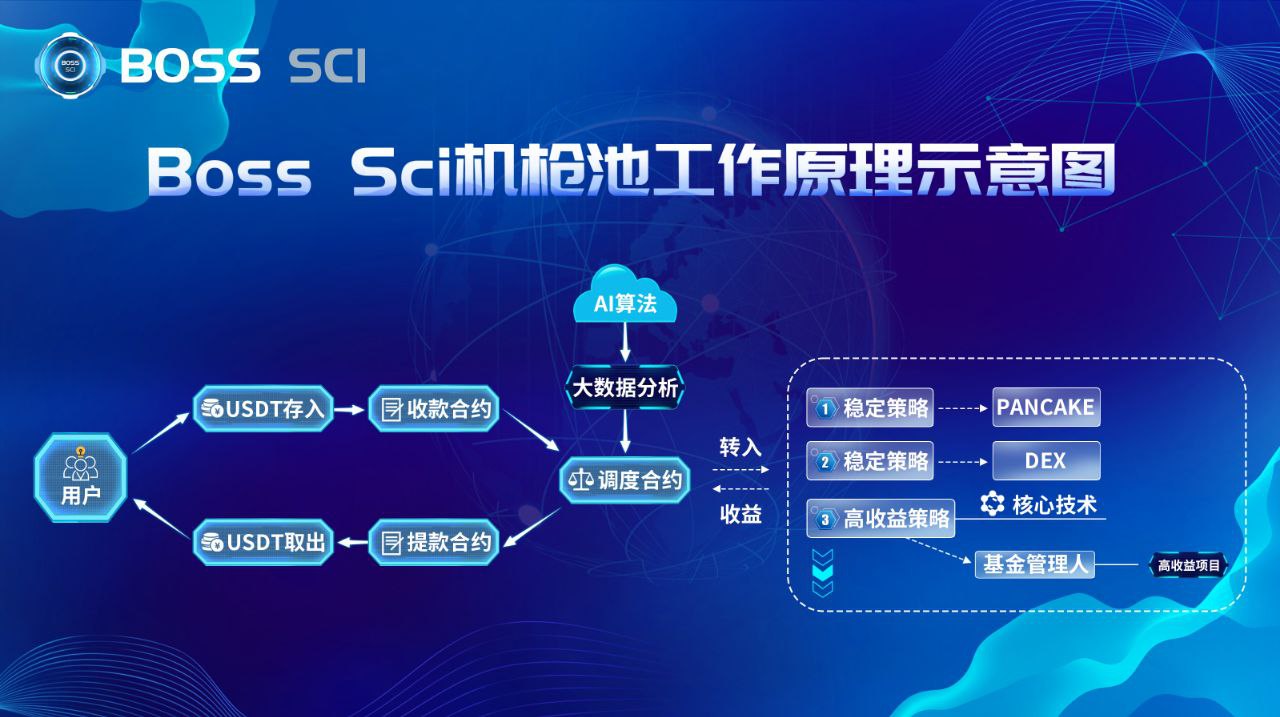 BOSS SCI
BOSS SCI
Boss Sci机枪池工作原理示意图
AI算法
大数据分析
USDT存入
收款合约
用户
调度合约
USDT取出
提款合约
转入
收益
1 稳定策略
PANCAKE
2 稳定策略
DEX
3 高收益策略
核心技术
基金管理人
高收益项目